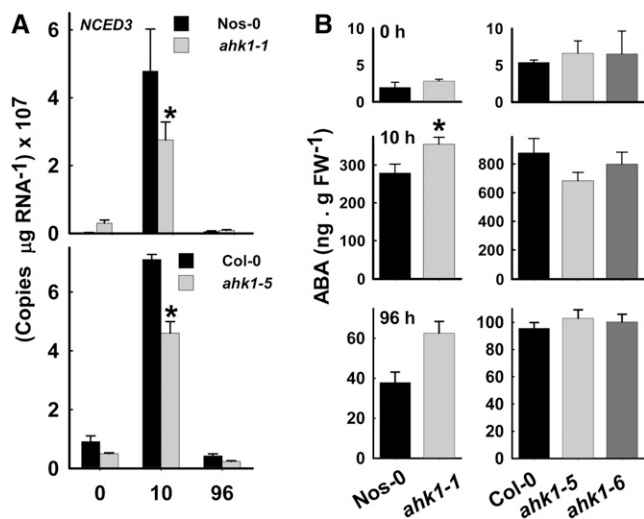 A
NCED3
Nos-0
ahk1-1
*
6
4
2
0
Col-0
ahk1-5
*
6
4
2
0
0 10 96
(Copies µg RNA-1) x 10⁷
B
0 h
10
5
0
10
5
0
10 h
*
300
200
100
0
800
600
400
200
0
96 h
60
40
20
0
100
80
60
40
20
0
ABA (ng . g FW⁻¹)
Nos-0 ahk1-1
Col-0 ahk1-5 ahk1-6